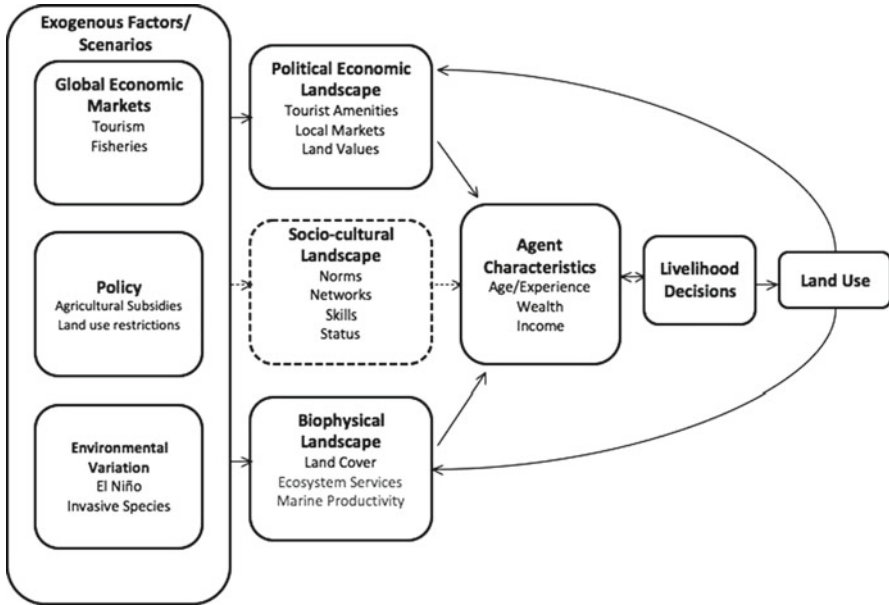 Exogenous Factors/
Scenarios
Global Economic
Markets
Tourism
Fisheries
Policy
Agricultural Subsidies
Land use restrictions
Environmental
Variation
El Niño
Invasive Species
Political Economic
Landscape
Tourist Amenities
Local Markets
Land Values
Socio-cultural
Landscape
Norms
Networks
Skills
Status
Biophysical
Landscape
Land Cover
Ecosystem Services
Marine Productivity
Agent
Characteristics
Age/Experience
Wealth
Income
Livelihood
Decisions
Land Use